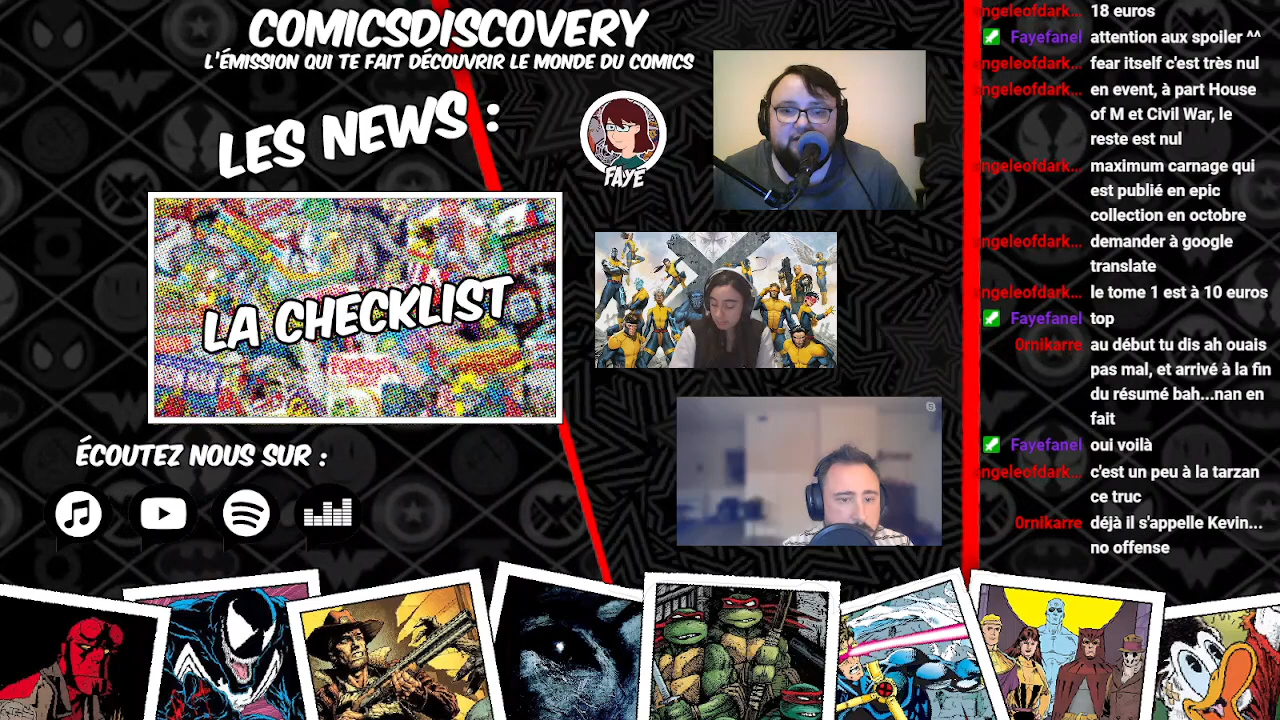 COMICSDISCOVERY
L'ÉMISSION QUI TE FAIT DÉCOUVRIR LE MONDE DU COMICS
LES NEWS :
FAYE
LA CHECKLIST
ÉCOUTEZ NOUS SUR :
ngeleofdark... 18 euros
Fayefanel attention aux spoiler ^^
ngeleofdark... fear itself c'est très nul
ngeleofdark... en event, à part House
of M et Civil War, le
reste est nul
ngeleofdark... maximum carnage qui
est publié en epic
collection en octobre
ngeleofdark... demander à google
translate
ngeleofdark... le tome 1 est à 10 euros
Fayefanel top
0rnikarre au début tu dis ah ouais
pas mal, et arrivé à la fin
du résumé bah...nan en
fait
Fayefanel oui voilà
ngeleofdark... c'est un peu à la tarzan
ce truc
0rnikarre déjà il s'appelle Kevin...
no offense